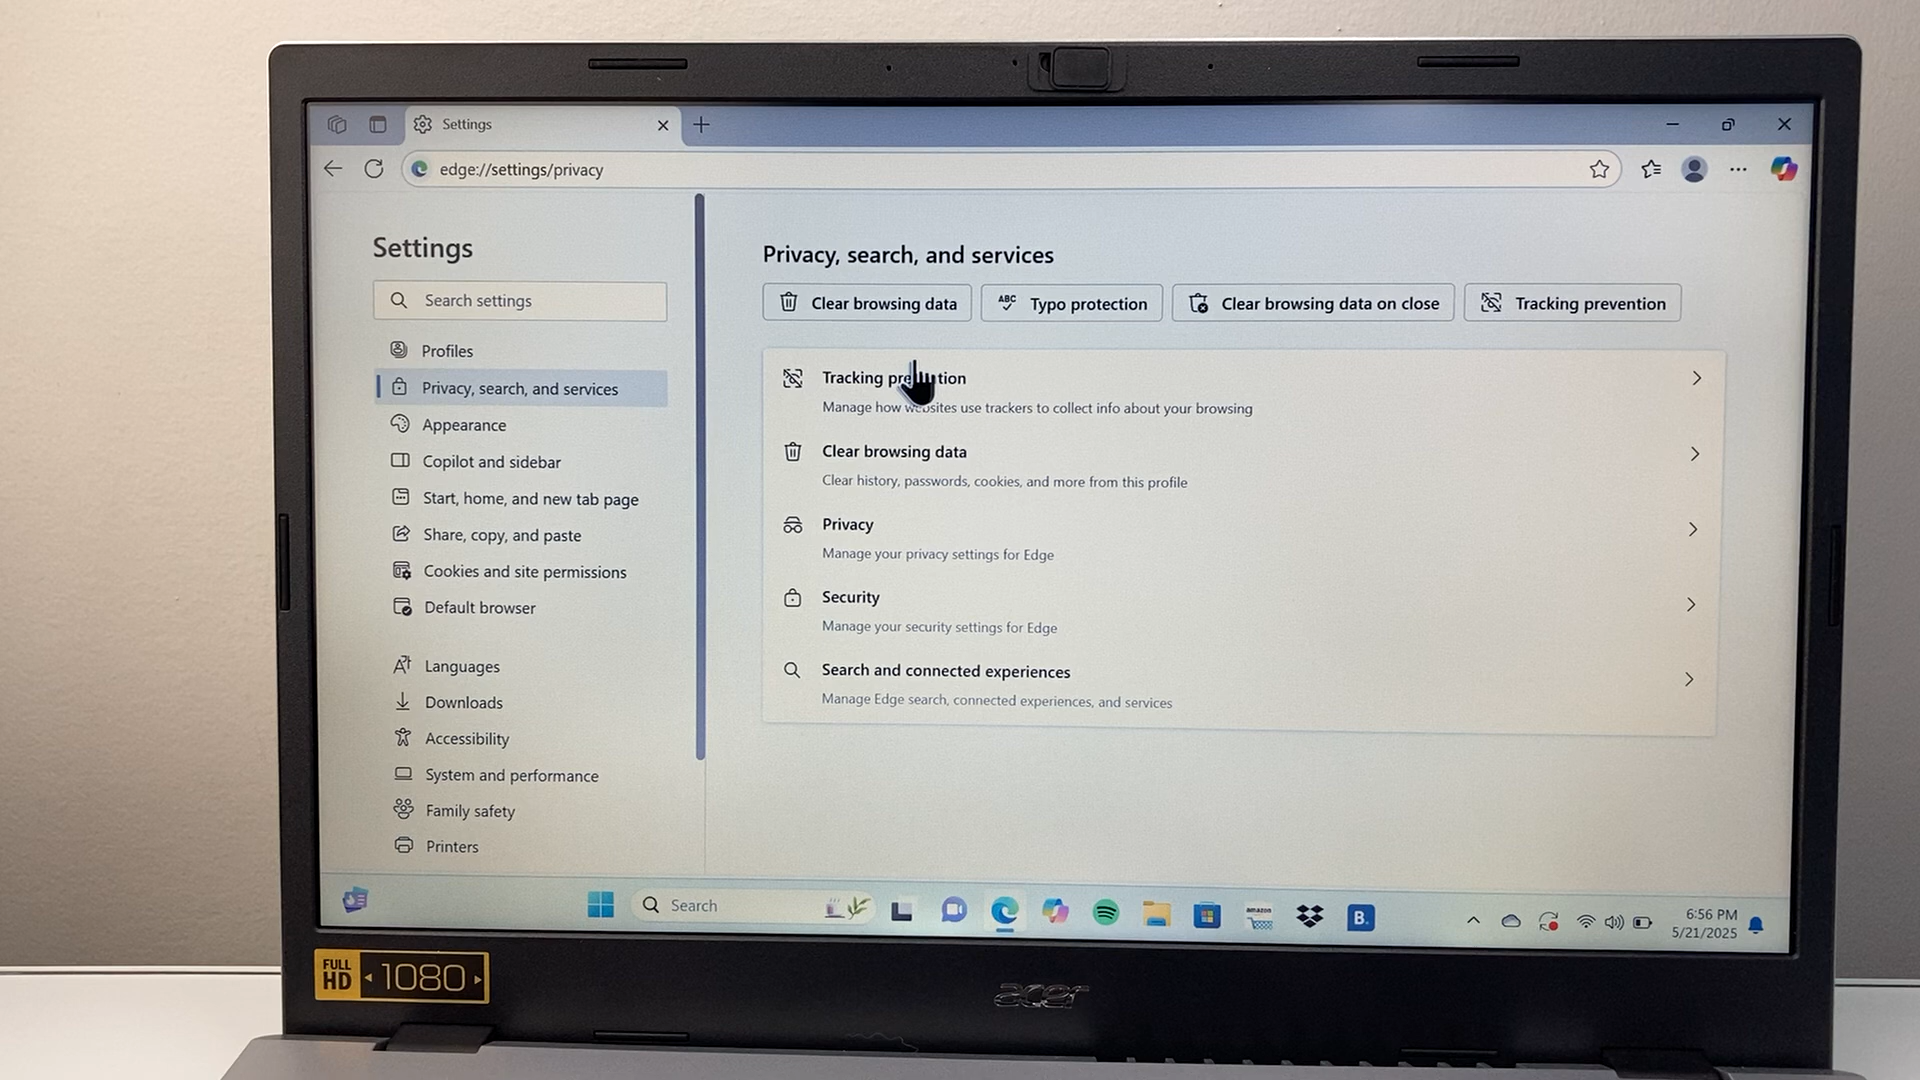 Settings
edge://settings/privacy
Settings
Search settings
Profiles
Privacy, search, and services
Appearance
Copilot and sidebar
Start, home, and new tab page
Share, copy, and paste
Cookies and site permissions
Default browser
Languages
Downloads
Accessibility
System and performance
Family safety
Printers
Privacy, search, and services
Clear browsing data
ABC Typo protection
Clear browsing data on close
Tracking prevention
Tracking
Manage how websites use trackers to collect info about your browsing
Clear browsing data
Clear history, passwords, cookies, and more from this profile
Privacy
Manage your privacy settings for Edge
Security
Manage your security settings for Edge
Search and connected experiences
Manage Edge search, connected experiences, and services
Search
amazon
B.
6:56 PM
5/21/2025
FULL HD 1080
acer